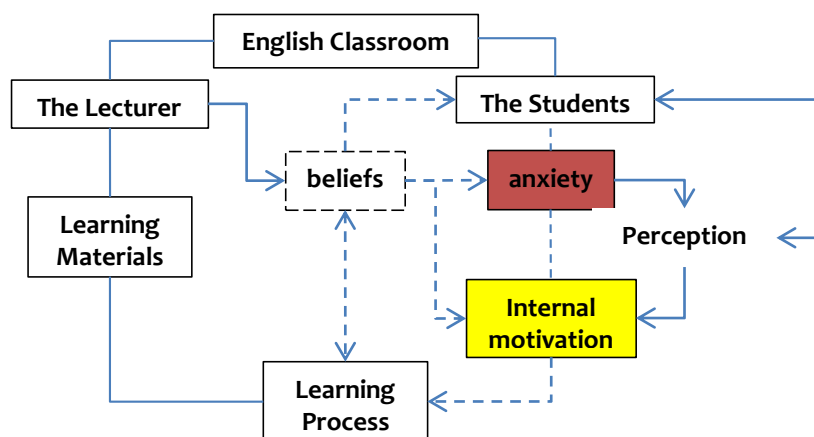 English Classroom
The Lecturer
The Students
beliefs
anxiety
Learning
Materials
Perception
Internal
motivation
Learning
Process